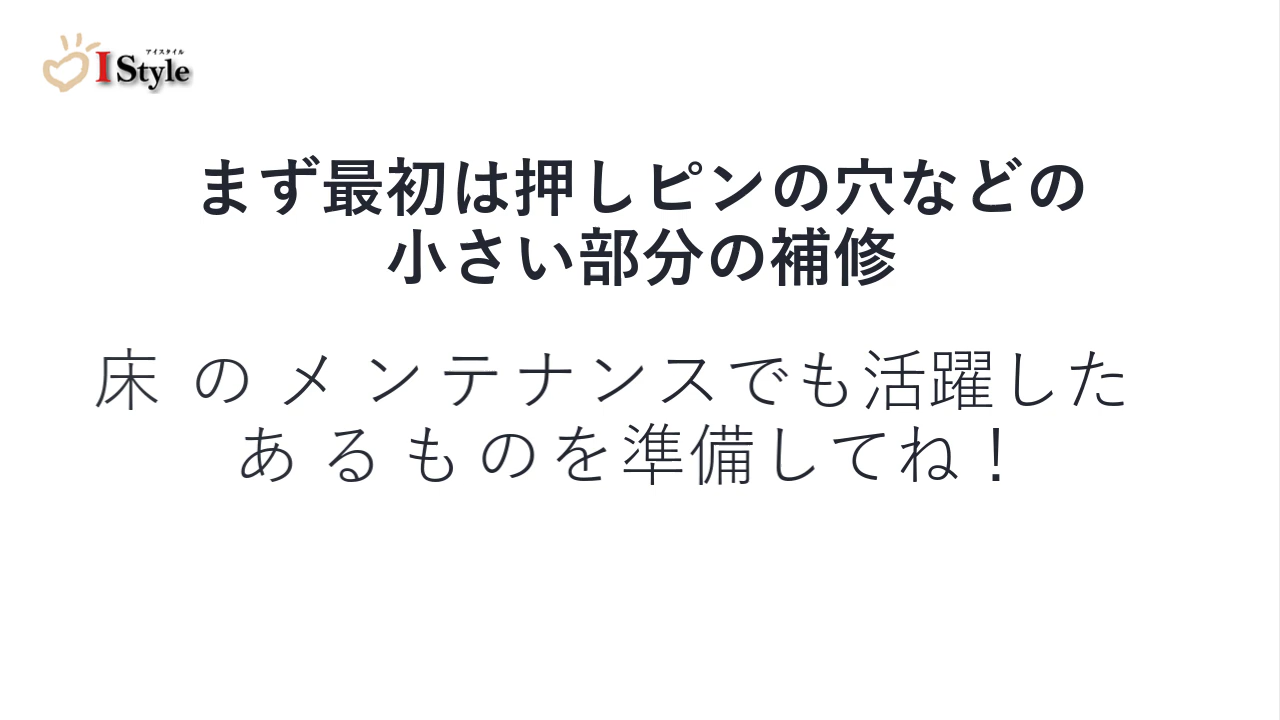 アイスタイル
I Style
まず最初は押しピンの穴などの
小さい部分の補修
床 の メ ン テ ナ ン ス で も 活躍した
あ る も の を 準備してね！